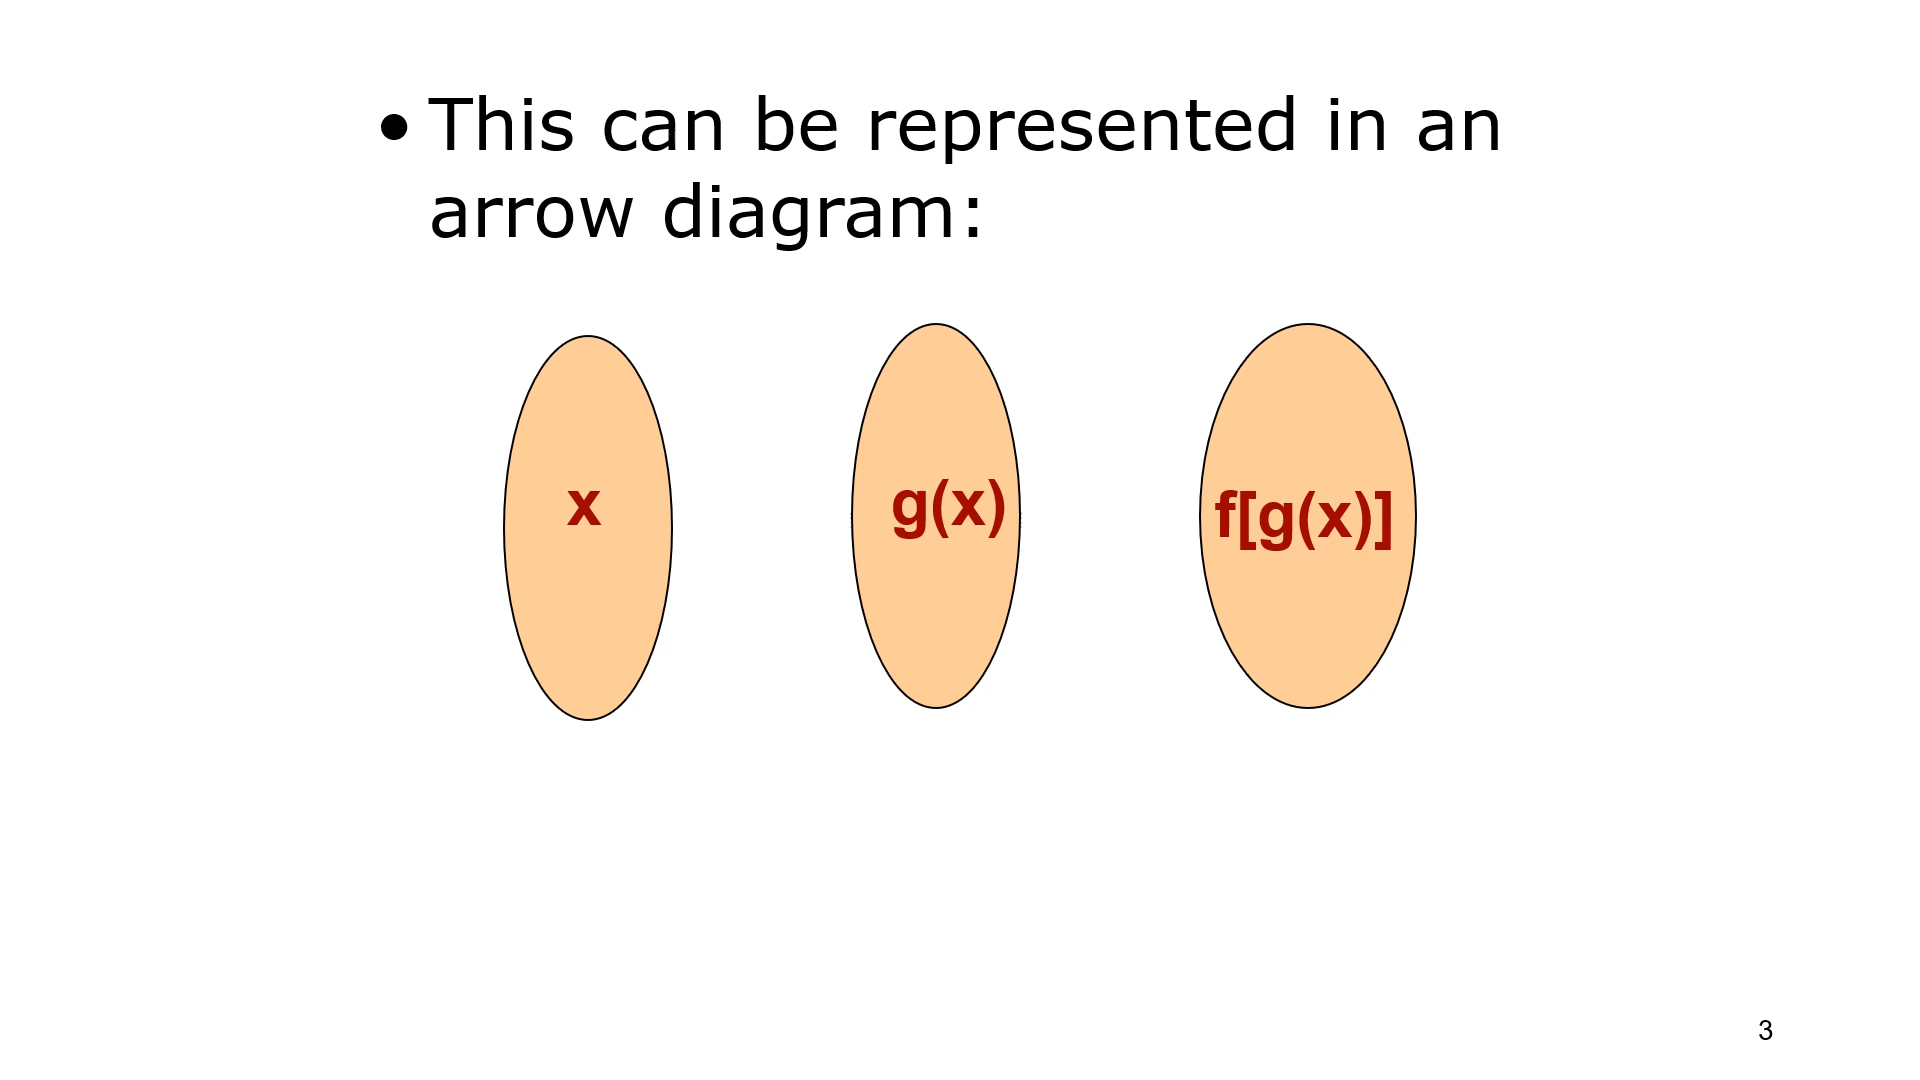 • This can be represented in an
arrow diagram:
x
g(x)
f[g(x)]
3